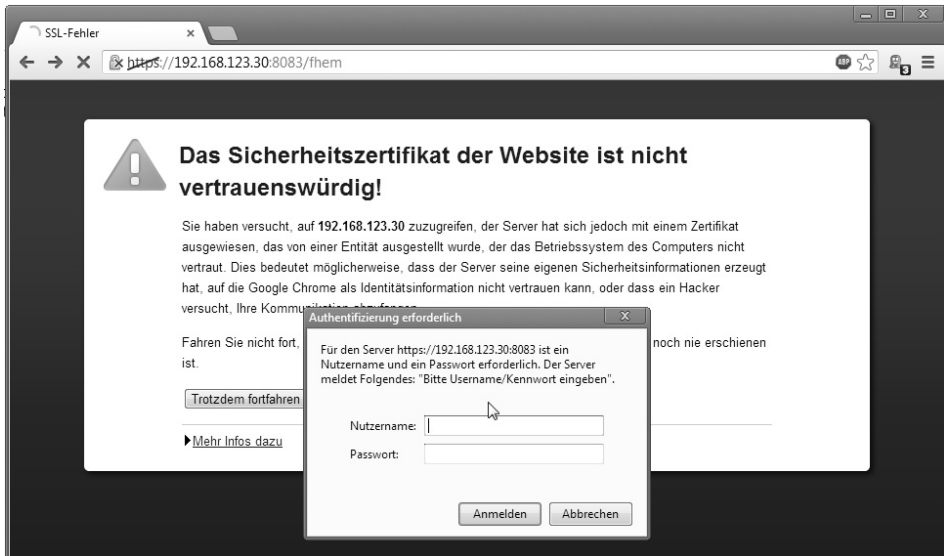 SSL-Fehler
https://192.168.123.30:8083/fhem
ABP
3
Das Sicherheitszertifikat der Website ist nicht
vertrauenswürdig!
Sie haben versucht, auf 192.168.123.30 zuzugreifen, der Server hat sich jedoch mit einem Zertifikat
ausgewiesen, das von einer Entität ausgestellt wurde, der das Betriebssystem des Computers nicht
vertraut. Dies bedeutet möglicherweise, dass der Server seine eigenen Sicherheitsinformationen erzeugt
hat, auf die Google Chrome als Identitätsinformation nicht vertrauen kann, oder dass ein Hacker
versucht, Ihre
Fahren Sie nicht fort, noch nie erschienen
ist.
Trotzdem fortfahren
Mehr Infos dazu
Authentifizierung erforderlich
Für den Server https://192.168.123.30:8083 ist ein
Nutzername und ein Passwort erforderlich. Der Server
meldet Folgendes: "Bitte Username/Kennwort eingeben".
Nutzername:
Passwort:
Anmelden
Abbrechen